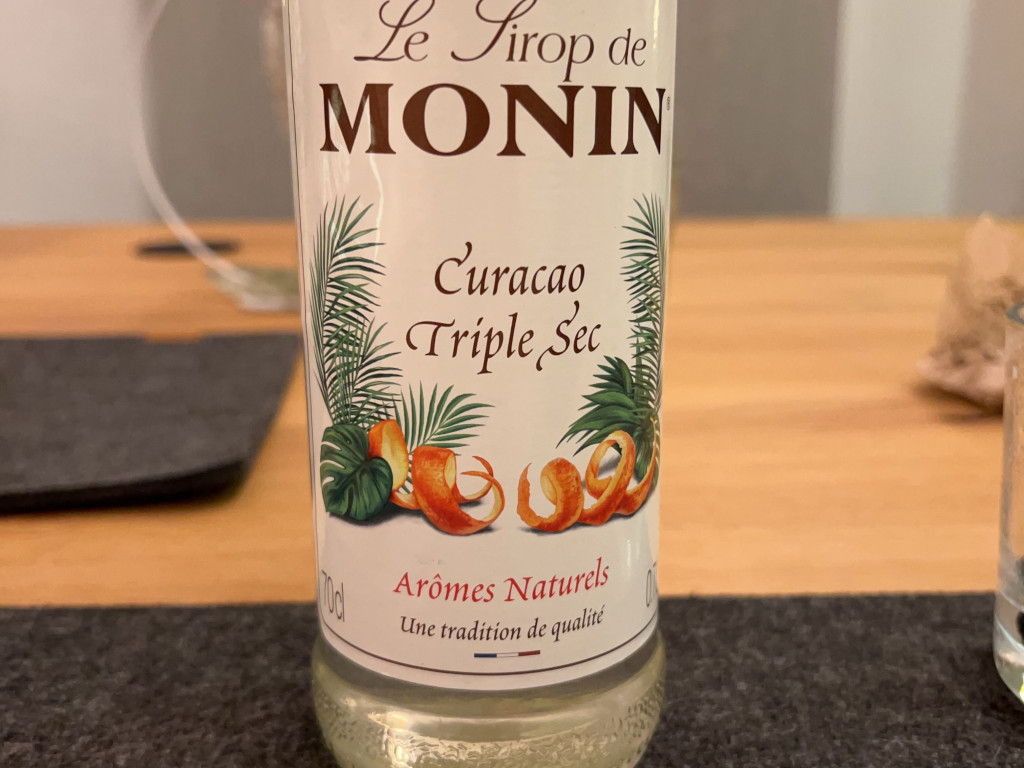 Le Sirop de
MONIN®
Curacao
Triple Sec
Arômes Naturels
70cl
Une tradition de qualité